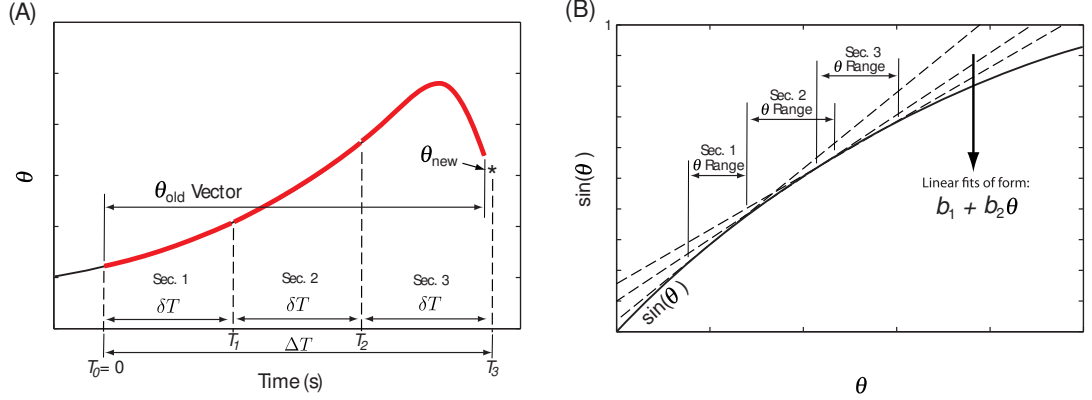 (A)
θ
θold Vector
θnew
*
Sec. 1
Sec. 2
Sec. 3
δT
δT
δT
T1
T2
ΔT
T0= 0
T3
Time (s)
(B)
1
sin(θ)
Sec. 3
θ Range
Sec. 2
θ Range
Sec. 1
θ Range
Linear fits of form:
b1 + b2θ
sin(θ)
θ